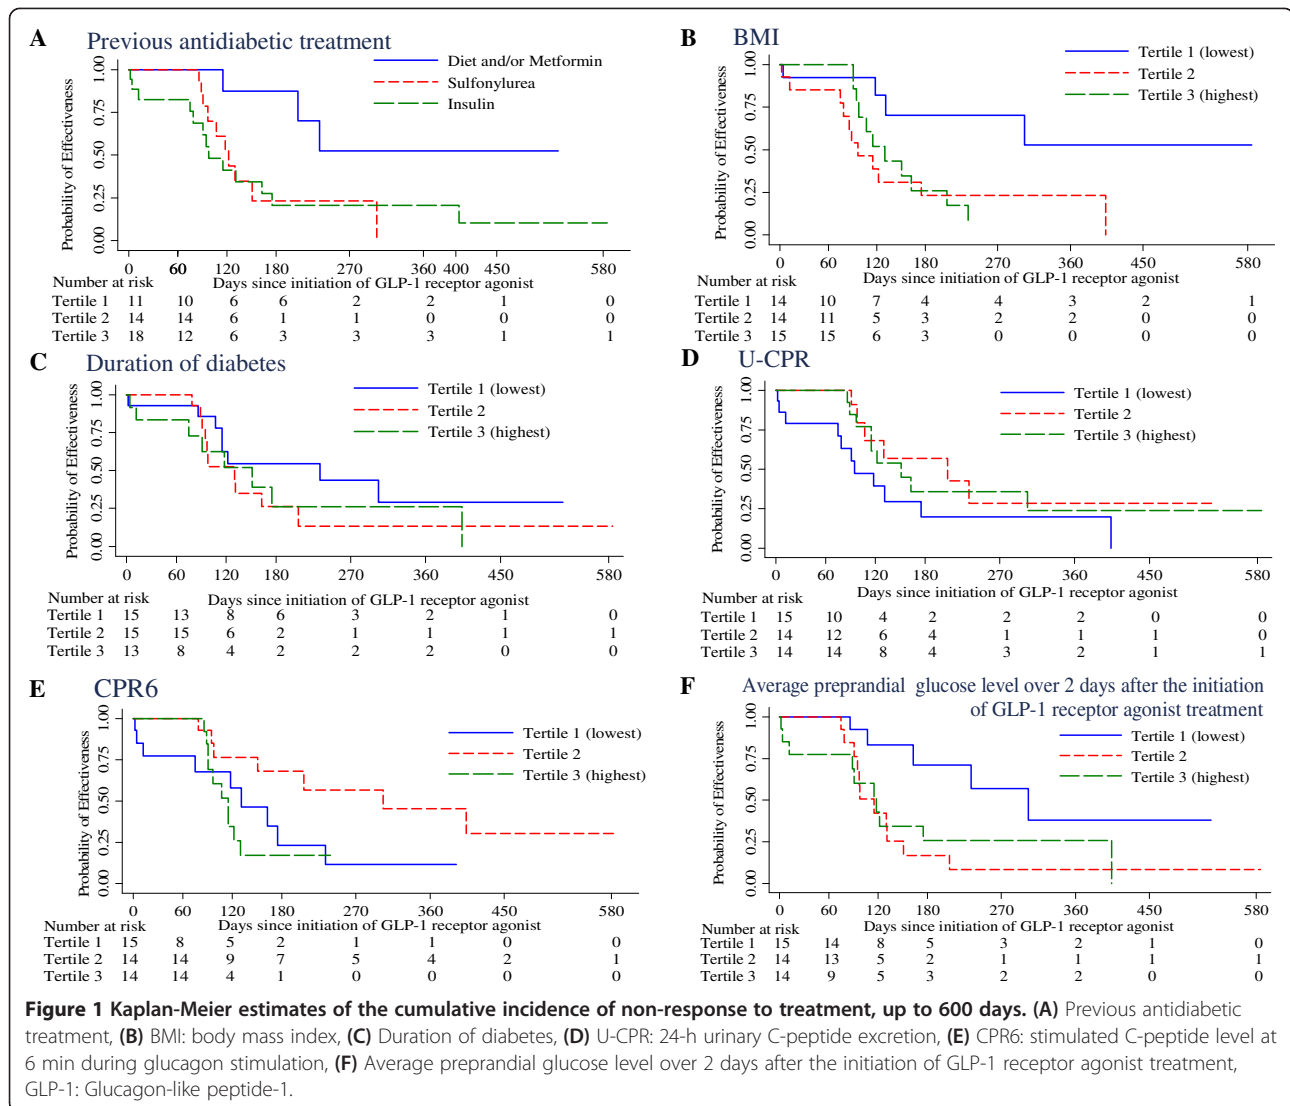 A Previous antidiabetic treatment
Diet and/or Metformin
Sulfonylurea
Insulin
Probability of Effectiveness
1.00
0.75
0.50
0.25
0.00
0 60 120 180 270 360 400 450 580
Number at risk Days since initiation of GLP-1 receptor agonist
Tertile 1 11 10 6 6 2 2 1 0
Tertile 2 14 14 6 1 1 0 0 0
Tertile 3 18 12 6 3 3 3 1 1
B BMI
Tertile 1 (lowest)
Tertile 2
Tertile 3 (highest)
Probability of Effectiveness
1.00
0.75
0.50
0.25
0.00
0 60 120 180 270 360 450 580
Number at risk Days since initiation of GLP-1 receptor agonist
Tertile 1 14 10 7 4 4 3 2 1
Tertile 2 14 11 5 3 2 2 0 0
Tertile 3 15 15 6 3 0 0 0 0
C Duration of diabetes
Tertile 1 (lowest)
Tertile 2
Tertile 3 (highest)
Probability of Effectiveness
1.00
0.75
0.50
0.25
0.00
0 60 120 180 270 360 450 580
Number at risk Days since initiation of GLP-1 receptor agonist
Tertile 1 15 13 8 6 3 2 1 0
Tertile 2 15 15 6 2 1 1 1 1
Tertile 3 13 8 4 2 2 2 0 0
D U-CPR
Tertile 1 (lowest)
Tertile 2
Tertile 3 (highest)
Probability of Effectiveness
1.00
0.75
0.50
0.25
0.00
0 60 120 180 270 360 450 580
Number at risk Days since initiation of GLP-1 receptor agonist
Tertile 1 15 10 4 2 2 2 0 0
Tertile 2 14 12 6 4 1 1 1 0
Tertile 3 14 14 8 4 3 2 1 1
E CPR6
Tertile 1 (lowest)
Tertile 2
Tertile 3 (highest)
Probability of Effectiveness
1.00
0.75
0.50
0.25
0.00
0 60 120 180 270 360 450 580
Number at risk Days since initiation of GLP-1 receptor agonist
Tertile 1 15 8 5 2 1 1 0 0
Tertile 2 14 14 9 7 5 4 2 1
Tertile 3 14 14 4 1 0 0 0 0
F Average preprandial glucose level over 2 days after the initiation
of GLP-1 receptor agonist treatment
Tertile 1 (lowest)
Tertile 2
Tertile 3 (highest)
Probability of Effectiveness
1.00
0.75
0.50
0.25
0.00
0 60 120 180 270 360 450 580
Number at risk Days since initiation of GLP-1 receptor agonist
Tertile 1 15 14 8 5 3 2 1 0
Tertile 2 14 13 5 2 1 1 1 1
Tertile 3 14 9 5 3 2 2 0 0
Figure 1 Kaplan-Meier estimates of the cumulative incidence of non-response to treatment, up to 600 days. (A) Previous antidiabetic
treatment, (B) BMI: body mass index, (C) Duration of diabetes, (D) U-CPR: 24-h urinary C-peptide excretion, (E) CPR6: stimulated C-peptide level at
6 min during glucagon stimulation, (F) Average preprandial glucose level over 2 days after the initiation of GLP-1 receptor agonist treatment,
GLP-1: Glucagon-like peptide-1.